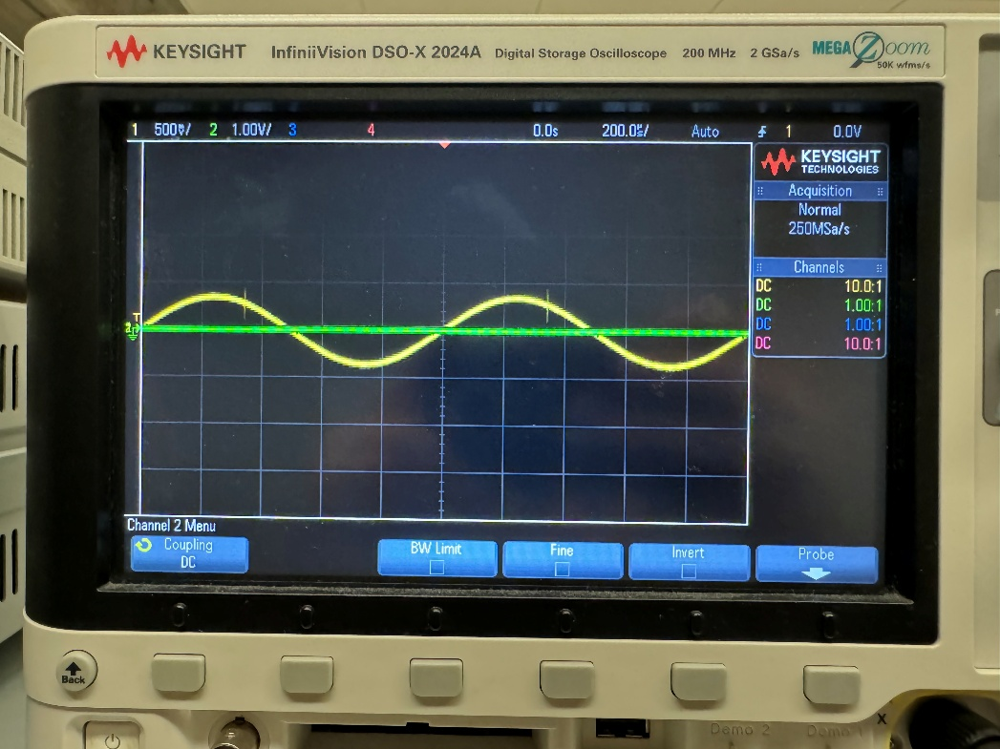 KEYSIGHT InfiniiVision DSO-X 2024A Digital Storage Oscilloscope 200 MHz 2 GSa/s MEGA Zoom
50K wfms/s
1 500V/ 2 1.00V/ 3 4 0.0s 200.0s/ Auto 1 0.0V
KEYSIGHT
TECHNOLOGIES
Acquisition
Normal
250MSa/s
Channels
DC 10.0:1
DC 1.00:1
DC 1.00:1
DC 10.0:1
T
2
Channel 2 Menu
Coupling
DC
BW Limit
Fine
Invert
Probe
Back
Demo 2
Demo 1
X